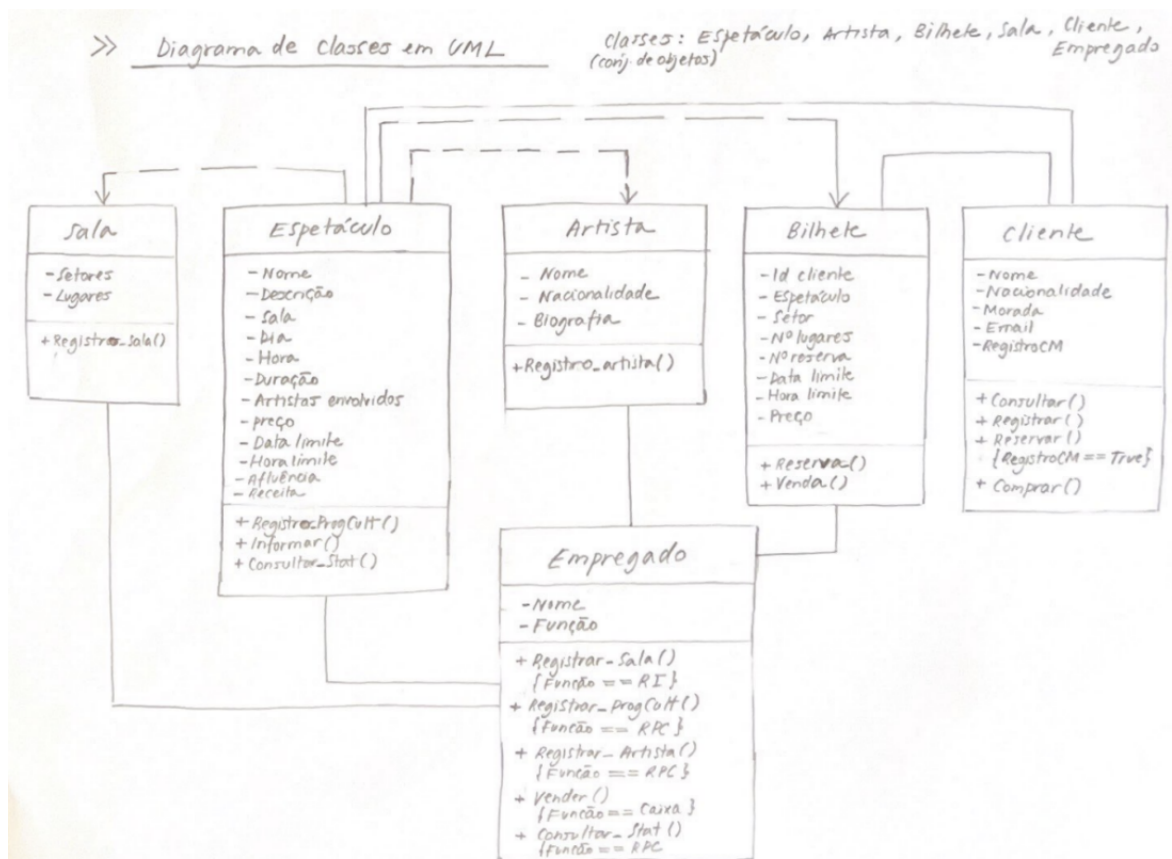 >> Diagrama de Classes em UML
Classes: Espetáculo, Artista, Bilhete, Sala, Cliente,
(conj. de objetos) Empregado
Sala
- Setores
- Lugares
+ Registro_Sala()
Espetáculo
- Nome
- Descrição
- Sala
- Dia
- Hora
- Duração
- Artistas envolvidos
- preço
- Data limite
- Hora limite
- Afluência
- Receita
+ Registro_ProgCult()
+ Informar()
+ Consultar_Stat()
Artista
- Nome
- Nacionalidade
- Biografia
+ Registro_artista()
Bilhete
- Id cliente
- Espetáculo
- Setor
- Nº lugares
- Nº reserva
- Data limite
- Hora limite
- Preço
+ Reserva()
+ Venda()
Cliente
- Nome
- Nacionalidade
- Morada
- Email
- RegistroCM
+ Consultar()
+ Registrar()
+ Reservar()
{RegistroCM == True}
+ Comprar()
Empregado
- Nome
- Função
+ Registrar_Sala()
{Função == RI}
+ Registrar_ProgCult()
{Função == RPC}
+ Registrar_Artista()
{Função == RPC}
+ Vender()
{Função == Caixa}
+ Consultar_Stat()
{Função == RPC